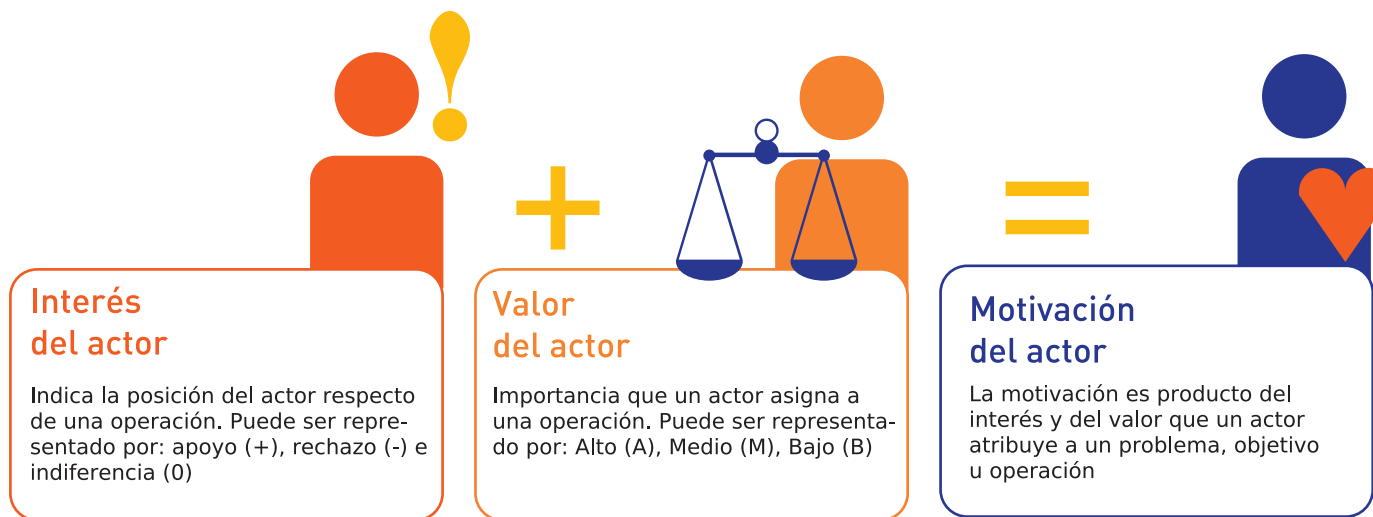 Interés
del actor
Indica la posición del actor respecto
de una operación. Puede ser repre-
sentado por: apoyo (+), rechazo (-) e
indiferencia (0)
Valor
del actor
Importancia que un actor asigna a
una operación. Puede ser representa-
do por: Alto (A), Medio (M), Bajo (B)
Motivación
del actor
La motivación es producto del
interés y del valor que un actor
atribuye a un problema, objetivo
u operación